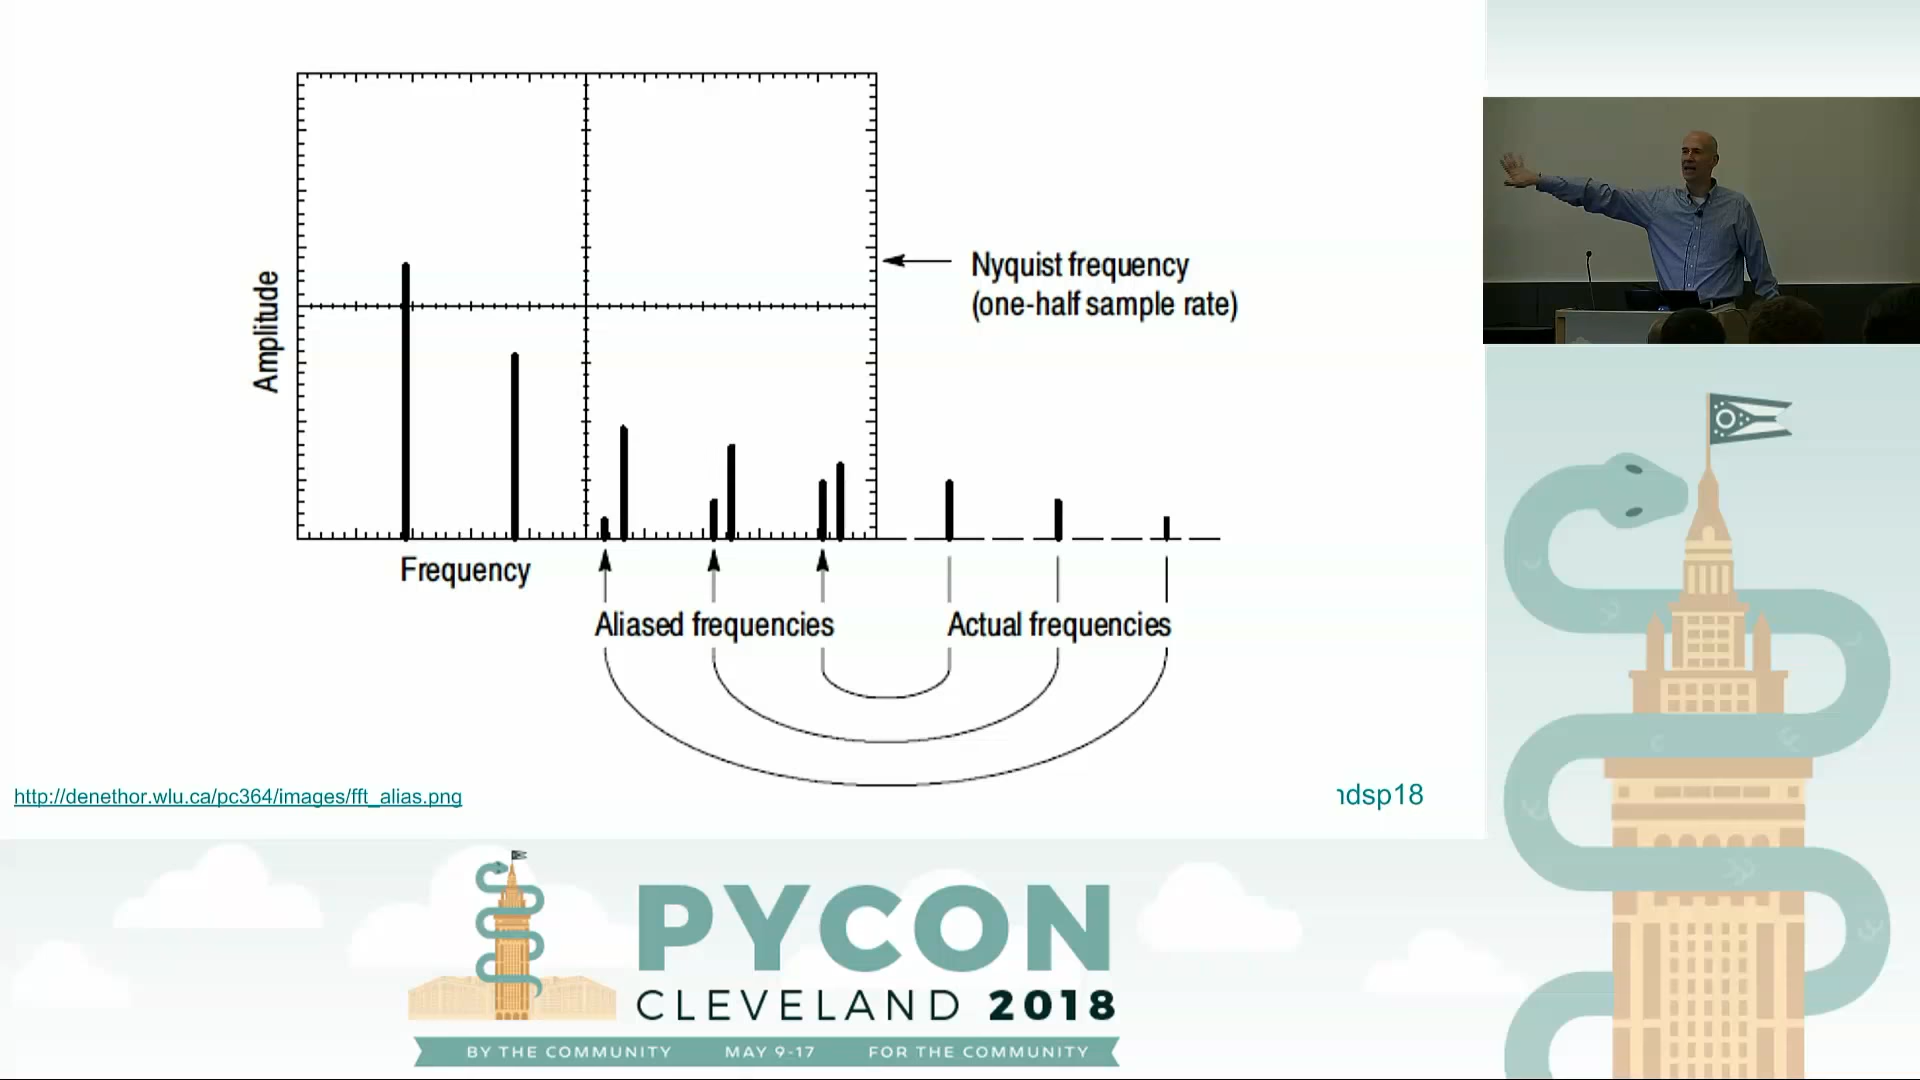 Amplitude
Nyquist frequency
(one-half sample rate)
Frequency
Aliased frequencies
Actual frequencies
http://denethor.wlu.ca/pc364/images/fft_alias.png
ndsp18
PYCON
CLEVELAND 2018
BY THE COMMUNITY MAY 9-17 FOR THE COMMUNITY